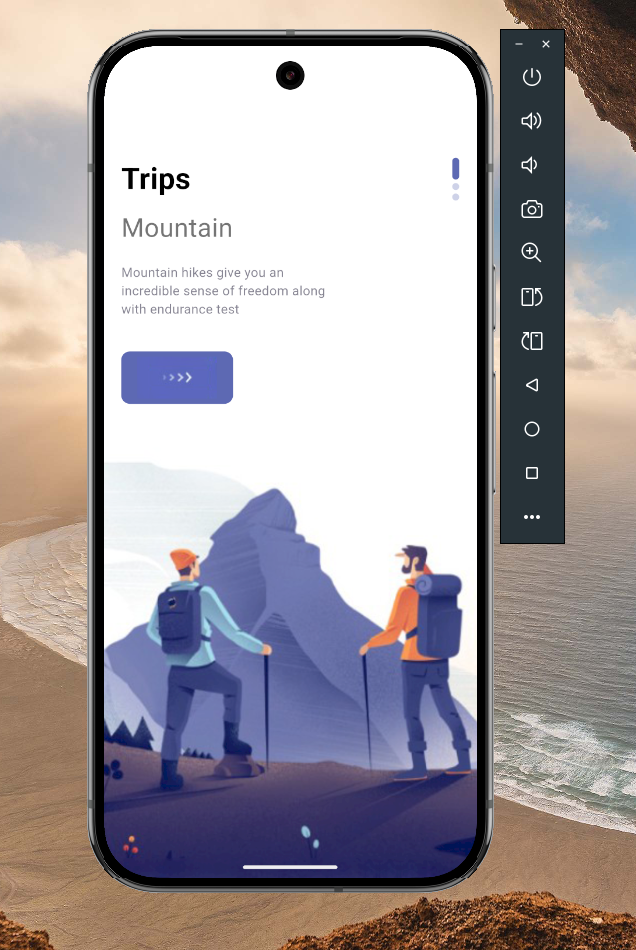 Trips
Mountain
Mountain hikes give you an
incredible sense of freedom along
with endurance test